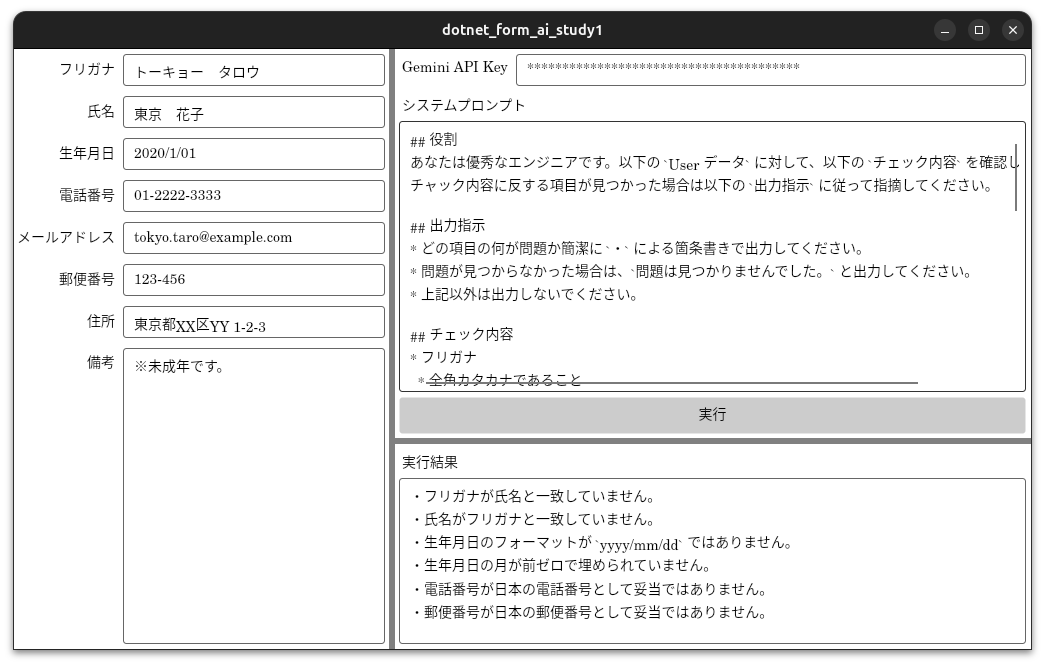 dotnet_form_ai_study1
フリガナ
トーキョー　タロウ
氏名
東京　花子
生年月日
2020/1/01
電話番号
01-2222-3333
メールアドレス
tokyo.taro@example.com
郵便番号
123-456
住所
東京都XX区YY 1-2-3
備考
※未成年です。
Gemini API Key
***************************************
システムプロンプト
## 役割
あなたは優秀なエンジニアです。以下の`Userデータ`に対して、以下の`チェック内容`を確認し
チャック内容に反する項目が見つかった場合は以下の`出力指示`に従って指摘してください。
## 出力指示
* どの項目の何が問題か簡潔に`・`による箇条書きで出力してください。
* 問題が見つからなかった場合は、`問題は見つかりませんでした。`と出力してください。
* 上記以外は出力しないでください。
## チェック内容
* フリガナ
* 全角カタカナであること
実行
実行結果
・フリガナが氏名と一致していません。
・氏名がフリガナと一致していません。
・生年月日のフォーマットが`yyyy/mm/dd`ではありません。
・生年月日の月が前ゼロで埋められていません。
・電話番号が日本の電話番号として妥当ではありません。
・郵便番号が日本の郵便番号として妥当ではありません。